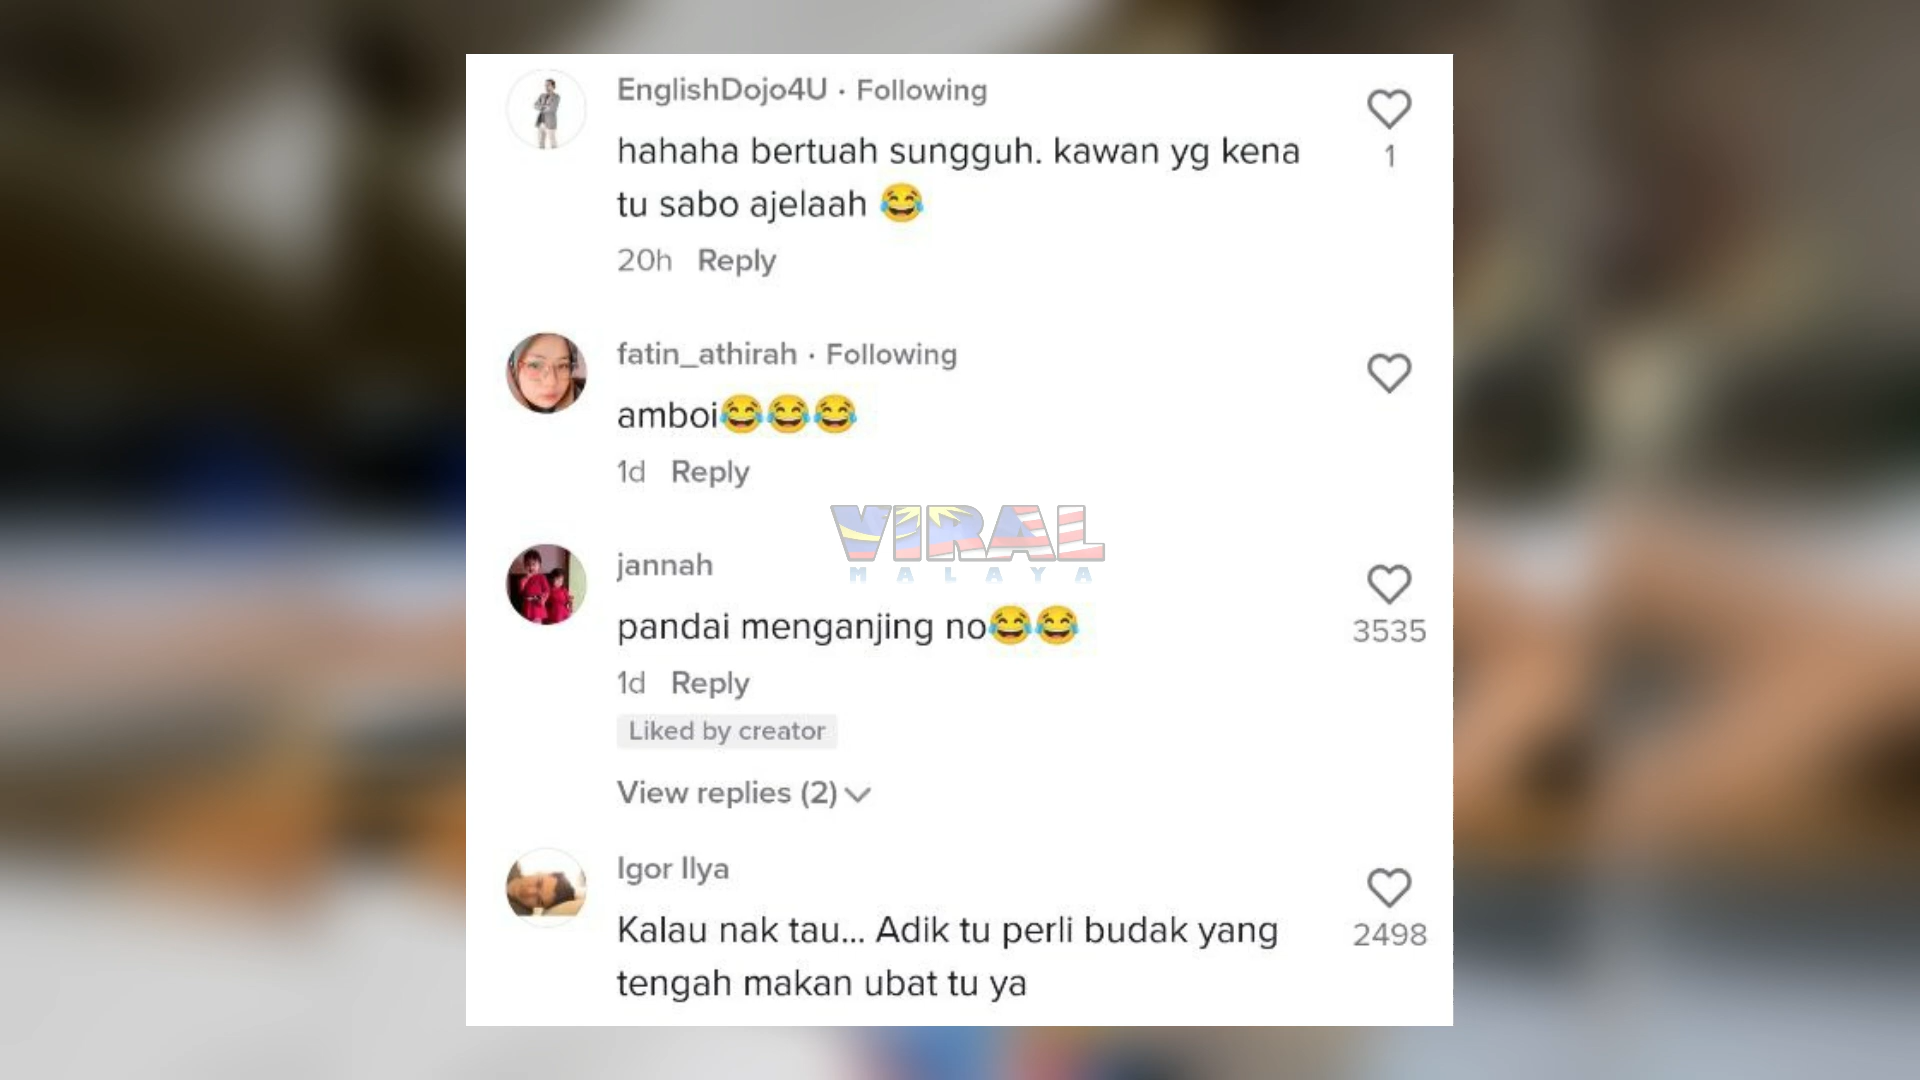 EnglishDojo4U · Following
hahaha bertuah sungguh. kawan yg kena
tu sabo ajelaah 😂
1
20h Reply
fatin_athirah · Following
amboi😂😂😂
1d Reply
VIRAL
MALAYA
jannah
pandai menganjing no😂😂
3535
1d Reply
Liked by creator
View replies (2)
Igor Ilya
Kalau nak tau... Adik tu perli budak yang
tengah makan ubat tu ya
2498